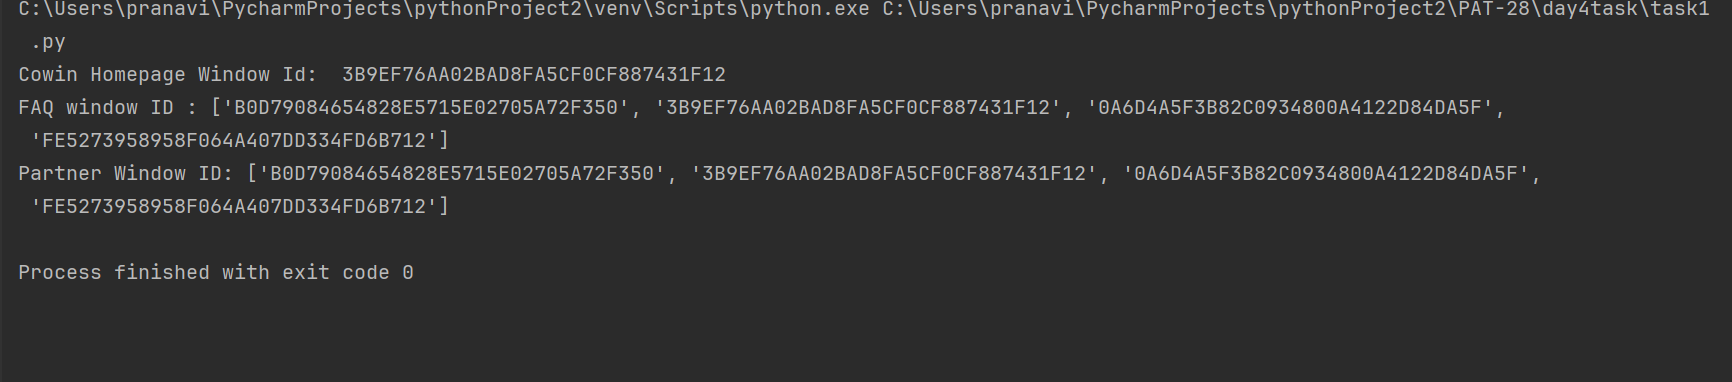 C:\Users\pranavi\PycharmProjects\pythonProject2\venv\Scripts\python.exe C:\Users\pranavi\PycharmProjects\pythonProject2\PAT-28\day4task\task1
.py
Cowin Homepage Window Id:  3B9EF76AA02BAD8FA5CF0CF887431F12
FAQ window ID : ['B0D79084654828E5715E02705A72F350', '3B9EF76AA02BAD8FA5CF0CF887431F12', '0A6D4A5F3B82C0934800A4122D84DA5F',
'FE5273958958F064A407DD334FD6B712']
Partner Window ID: ['B0D79084654828E5715E02705A72F350', '3B9EF76AA02BAD8FA5CF0CF887431F12', '0A6D4A5F3B82C0934800A4122D84DA5F',
'FE5273958958F064A407DD334FD6B712']
Process finished with exit code 0